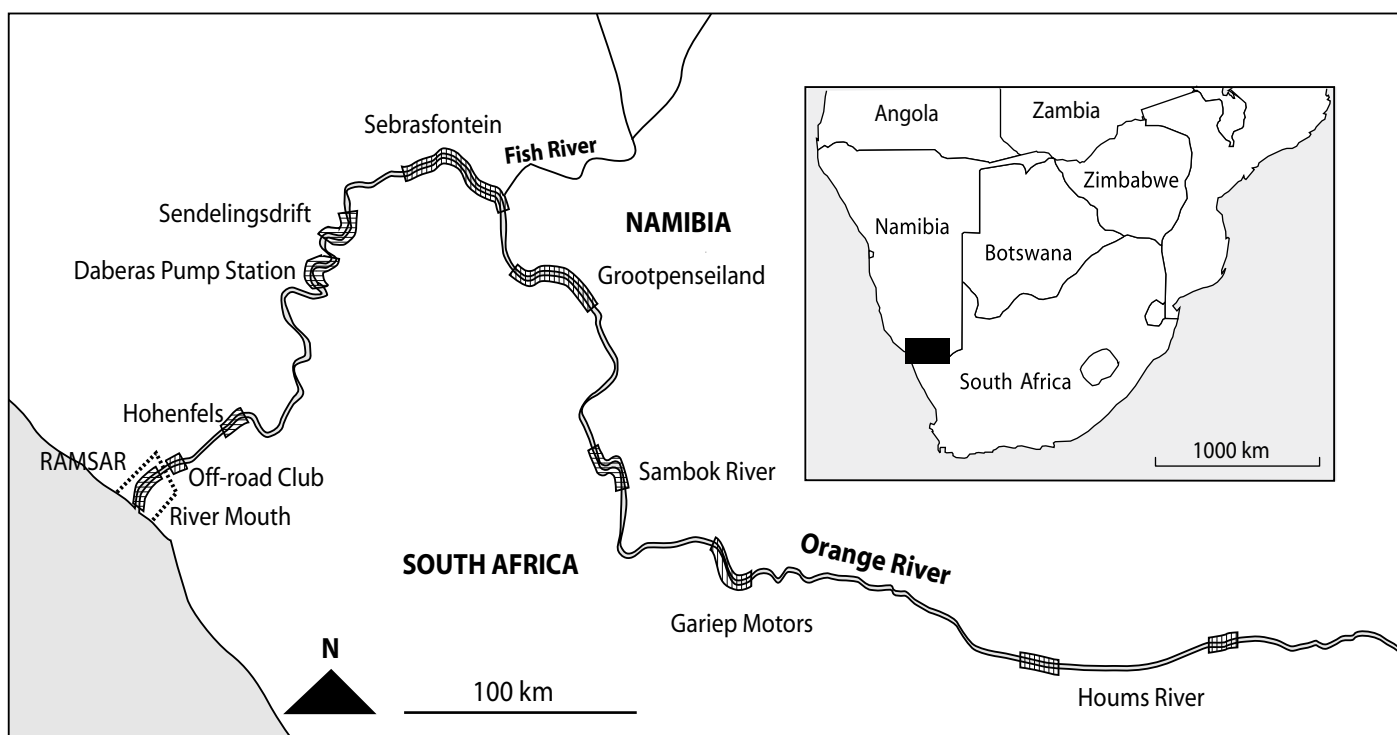 Sebrasfontein
Fish River
Sendelingsdrift
NAMIBIA
Daberas Pump Station
Grootpenseiland
Hohenfels
RAMSAR
Off-road Club
River Mouth
Sambok River
SOUTH AFRICA
Orange River
Gariep Motors
Houms River
N
100 km
Angola
Zambia
Zimbabwe
Namibia
Botswana
South Africa
1000 km